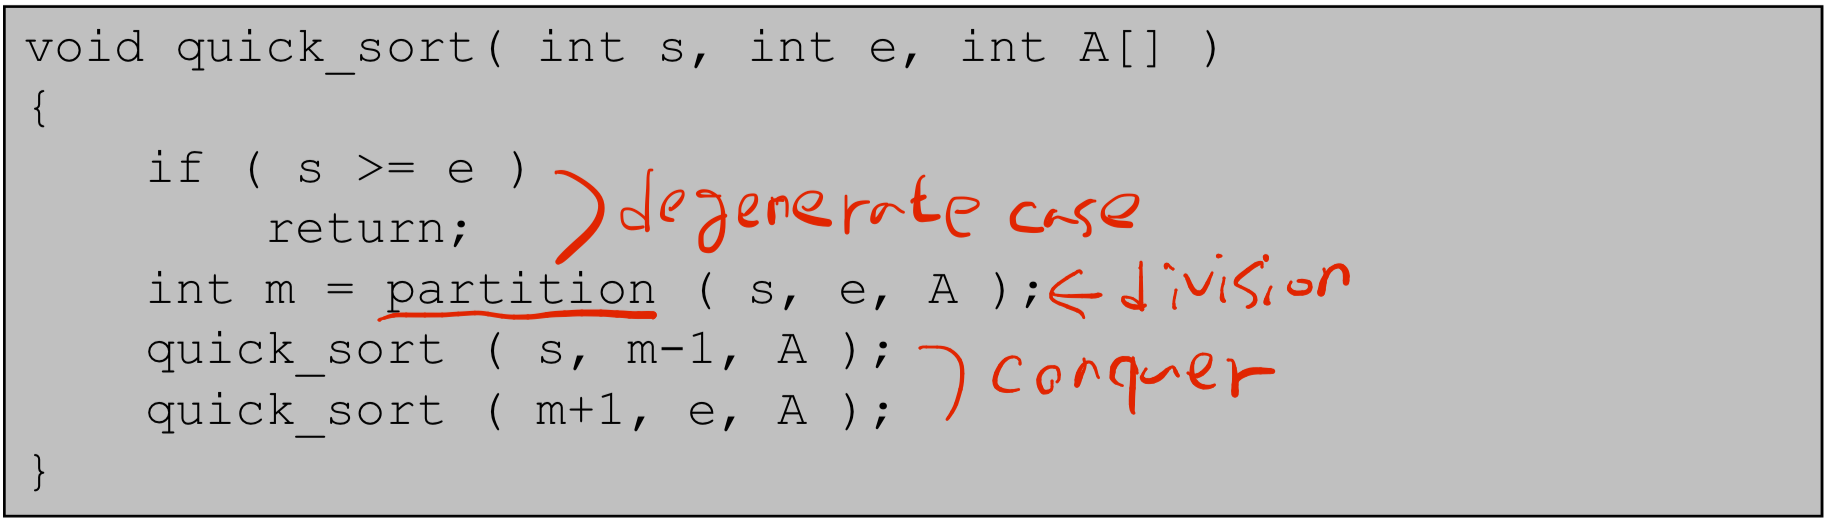 void quick_sort( int s, int e, int A[] )
{
if ( s >= e )
return;
degenerate case
int m = partition ( s, e, A ); ← division
quick_sort ( s, m-1, A );
quick_sort ( m+1, e, A );
conquer
}